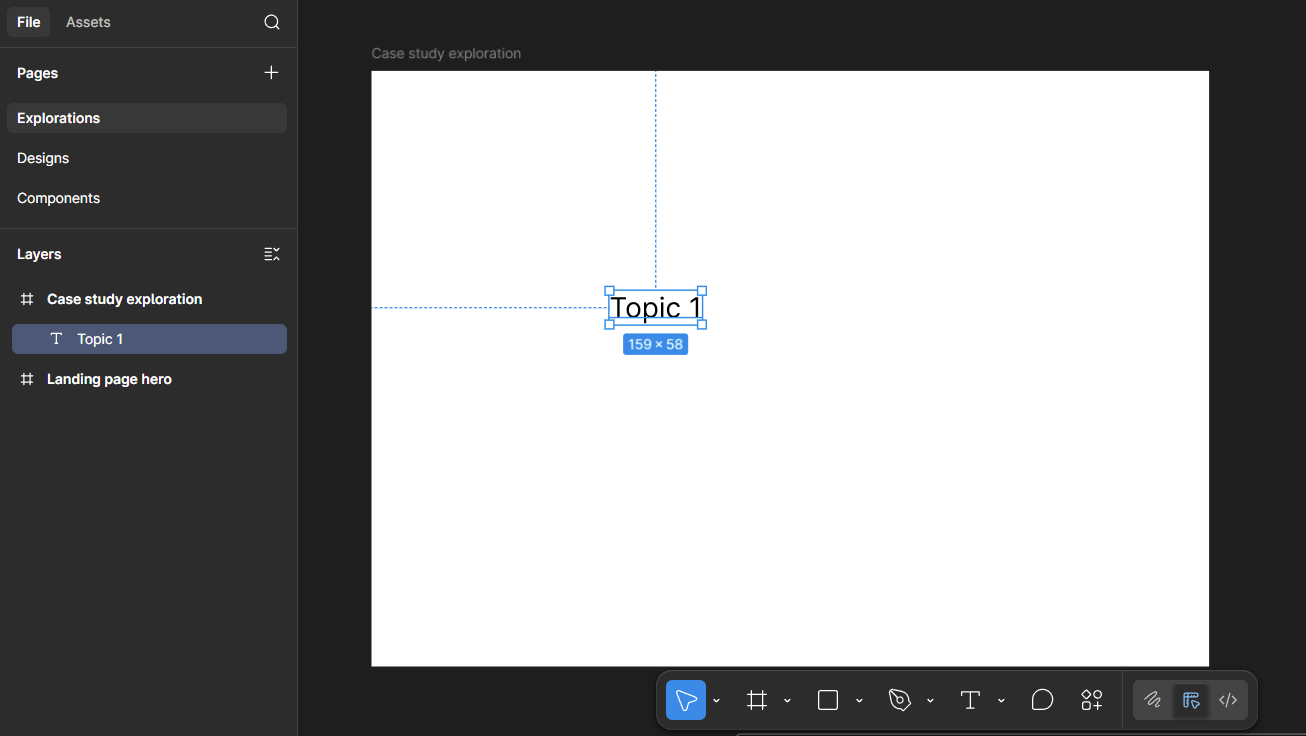 File
Assets
Pages
Explorations
Designs
Components
Layers
Case study exploration
Topic 1
Landing page hero
Case study exploration
Topic 1
159 × 58